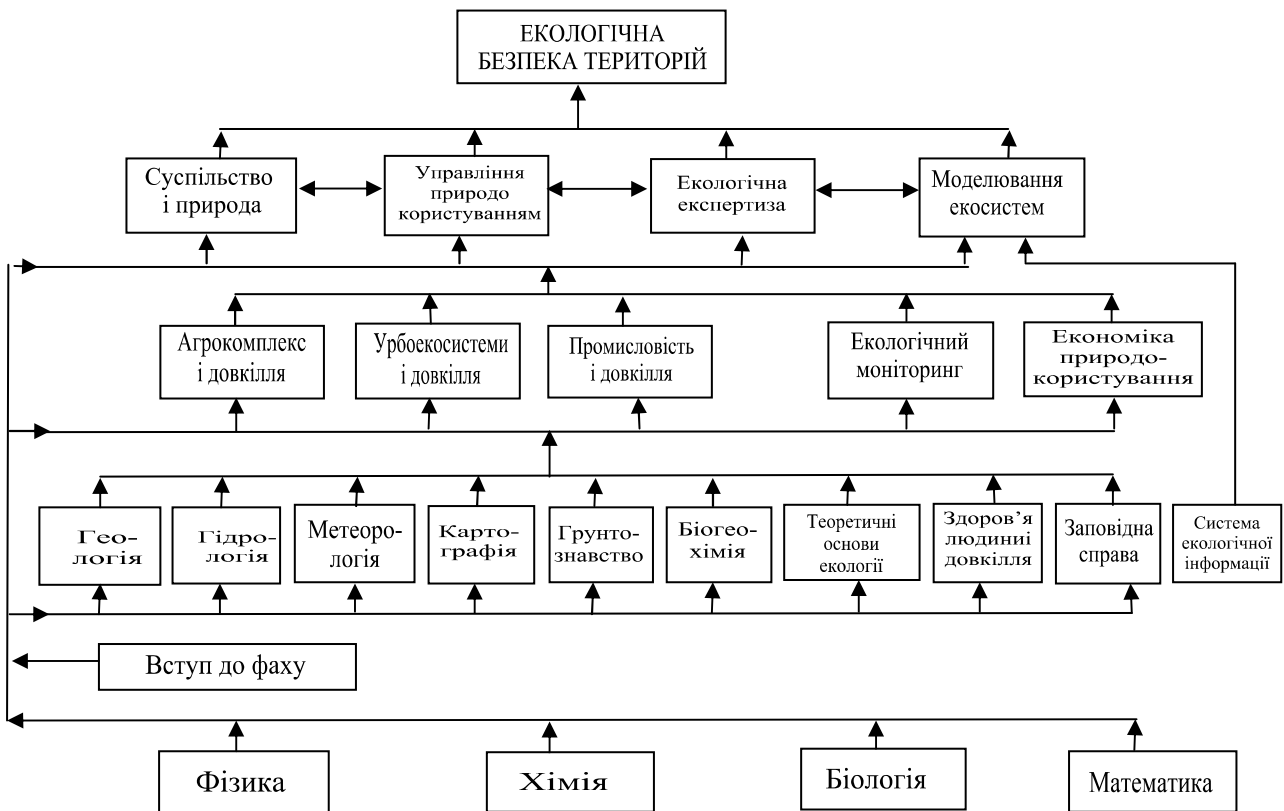 ЕКОЛОГІЧНА
БЕЗПЕКА ТЕРИТОРІЙ
Суспільство
і природа
Управління
природо
користуванням
Екологічна
експертиза
Моделювання
екосистем
Агрокомплекс
і довкілля
Урбоекосистеми
і довкілля
Промисловість
і довкілля
Екологічний
моніторинг
Економіка
природо-
користування
Геоло-
логія
Гідро-
логія
Метеоро-
логія
Карто-
графія
Грунто-
знавство
Біогео-
хімія
Теоретичні
основи
екології
Здоров’я
людиниі
довкілля
Заповідна
справа
Система
екологічної
інформації
Вступ до фаху
Фізика
Хімія
Біологія
Математика